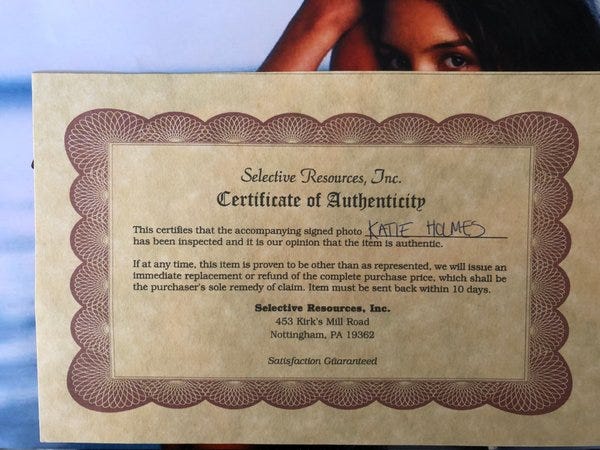 Selective Resources, Inc.
Certificate of Authenticity
This certifies that the accompanying signed photo KATIE HOLMES
has been inspected and it is our opinion that the item is authentic.
If at any time, this item is proven to be other than as represented, we will issue an
immediate replacement or refund of the complete purchase price, which shall be
the purchaser's sole remedy of claim. Item must be sent back within 10 days.
Selective Resources, Inc.
453 Kirk's Mill Road
Nottingham, PA 19362
Satisfaction Guaranteed